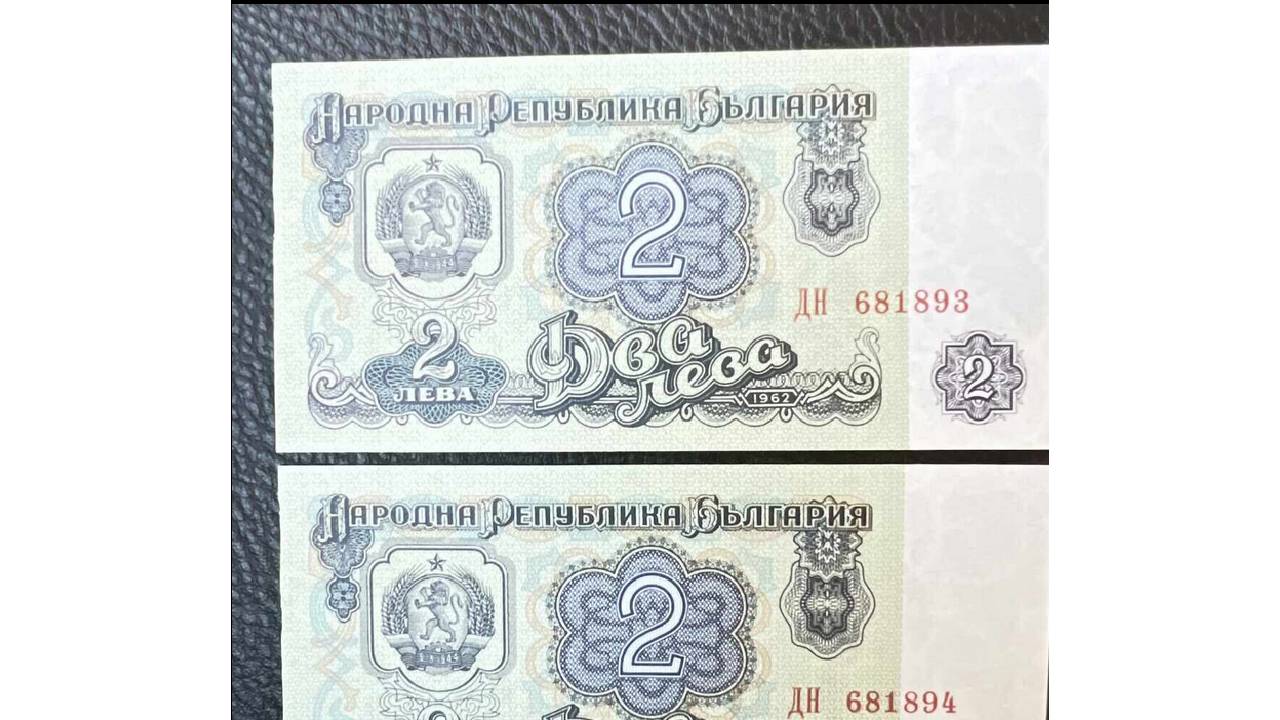 Народна Република България
2
ДН 681893
2 Два
ЛЕВА лева
1962
2
Народна Република България
2
ДН 681894